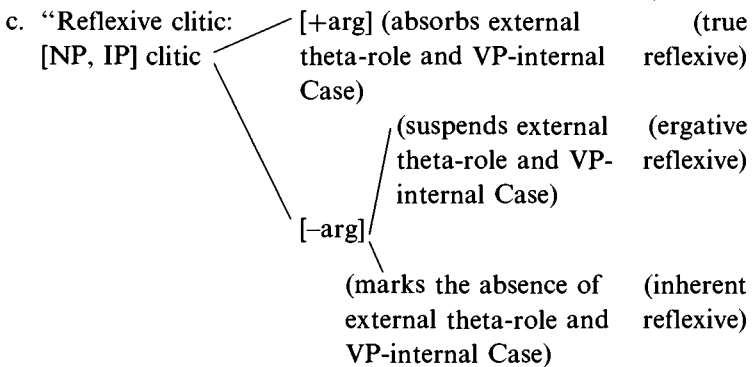 c. “Reflexive clitic: [+arg] (absorbs external (true
[NP, IP] clitic theta-role and VP-internal reflexive)
Case)
(suspends external (ergative
theta-role and VP- reflexive)
internal Case)
[–arg]
(marks the absence of (inherent
external theta-role and reflexive)
VP-internal Case)